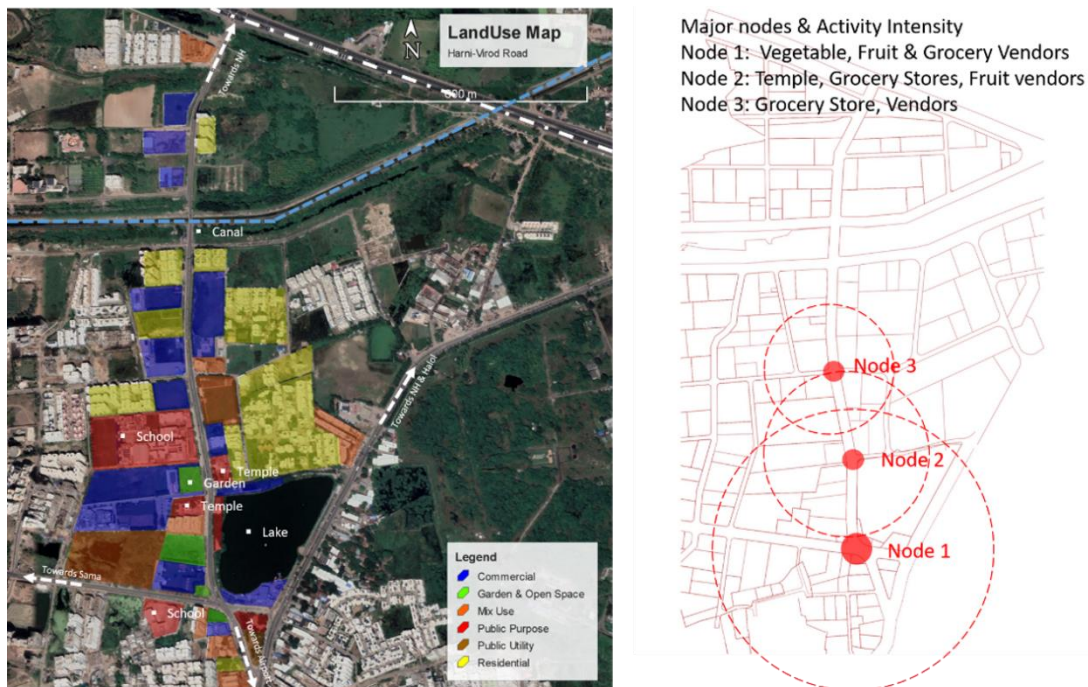 LandUse Map
Harni-Virod Road
N
600 m
Towards NH
Canal
Towards NH & Halol
School
Temple
Garden
Temple
Lake
Towards Sama
School
Towards Airport
Legend
Commercial
Garden & Open Space
Mix Use
Public Purpose
Public Utility
Residential
Major nodes & Activity Intensity
Node 1: Vegetable, Fruit & Grocery Vendors
Node 2: Temple, Grocery Stores, Fruit vendors
Node 3: Grocery Store, Vendors
Node 3
Node 2
Node 1